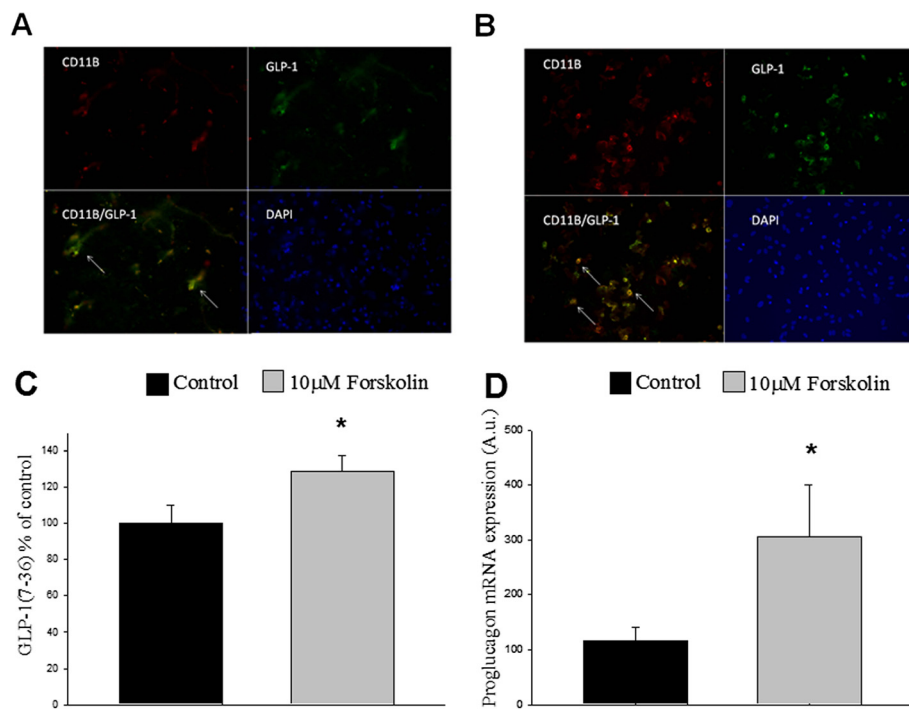 A
CD11B
GLP-1
CD11B/GLP-1
DAPI
B
CD11B
GLP-1
CD11B/GLP-1
DAPI
C
Control
10μM Forskolin
GLP-1(7-36) % of control
140
120
100
80
60
40
20
0
*
D
Control
10μM Forskolin
Proglucagon mRNA expression (A.u.)
500
400
300
200
100
0
*